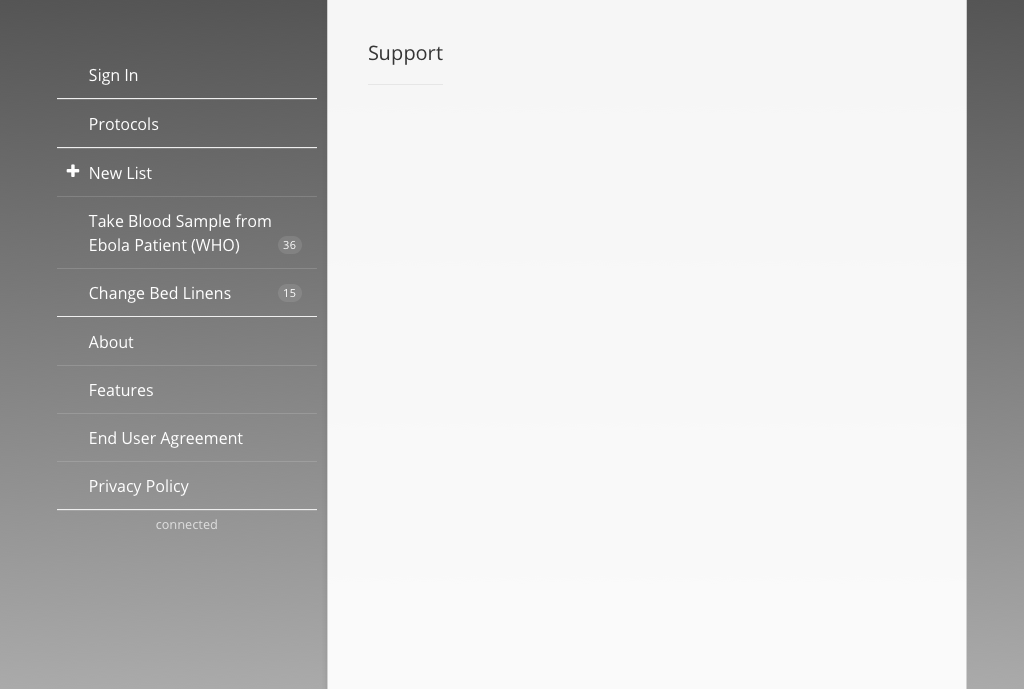 Sign In
Protocols
New List
Take Blood Sample from
Ebola Patient (WHO) 36
Change Bed Linens 15
About
Features
End User Agreement
Privacy Policy
connected
Support